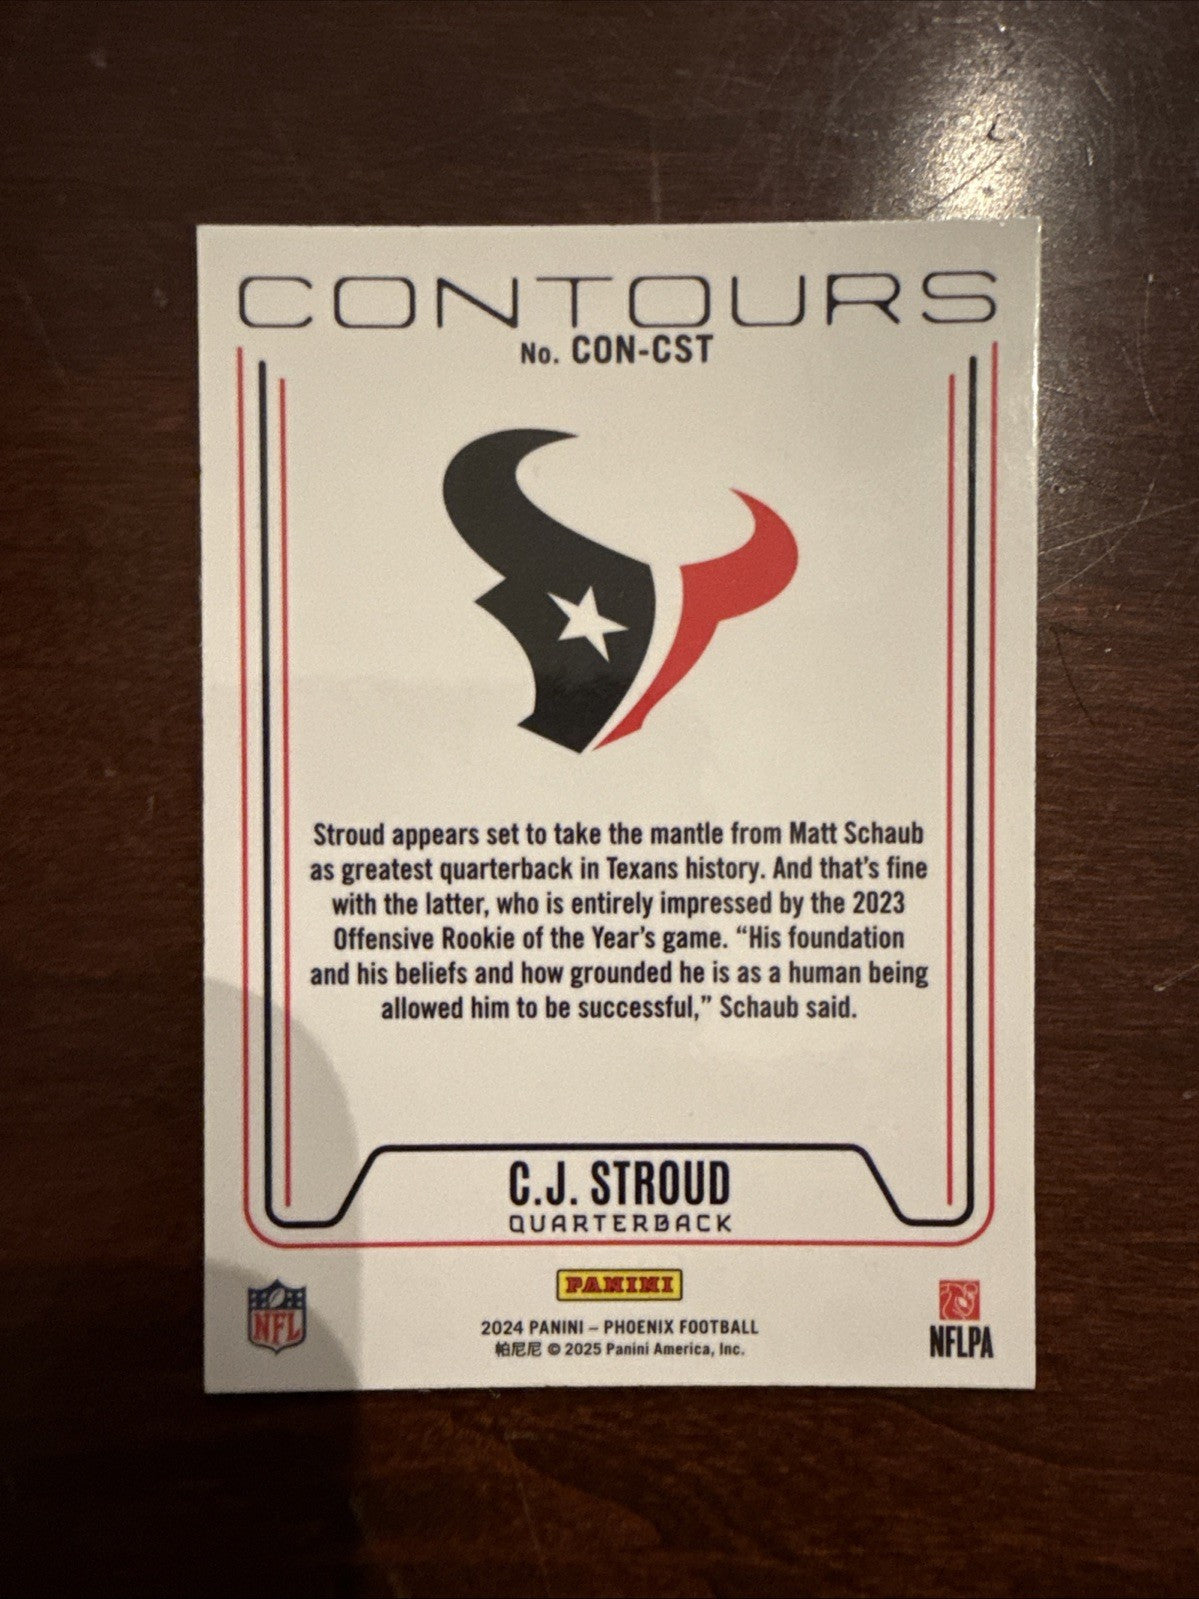 CONTOURS
No. CON-CST
Stroud appears set to take the mantle from Matt Schaub
as greatest quarterback in Texans history. And that's fine
with the latter, who is entirely impressed by the 2023
Offensive Rookie of the Year's game. “His foundation
and his beliefs and how grounded he is as a human being
allowed him to be successful,” Schaub said.
C.J. STROUD
QUARTERBACK
PANINI
NFL
2024 PANINI – PHOENIX FOOTBALL
帕尼尼 © 2025 Panini America, Inc.
NFLPA